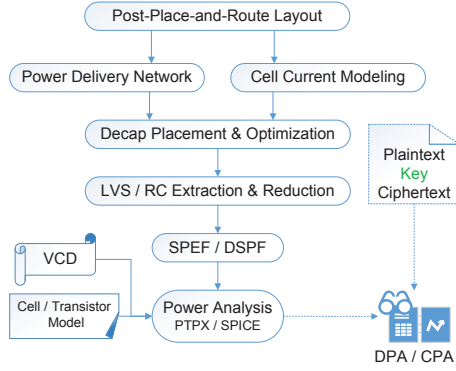 Post-Place-and-Route Layout
Power Delivery Network
Cell Current Modeling
Decap Placement & Optimization
LVS / RC Extraction & Reduction
SPEF / DSPF
VCD
Cell / Transistor
Model
Power Analysis
PTPX / SPICE
Plaintext
Key
Ciphertext
DPA / CPA